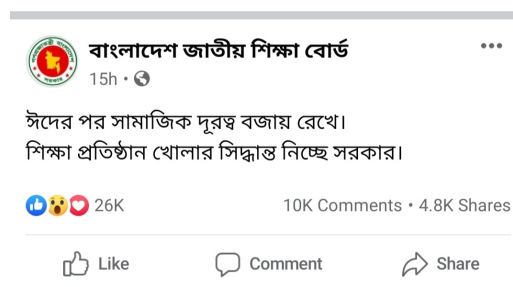 বাংলাদেশ জাতীয় শিক্ষা বোর্ড
15h •
ঈদের পর সামাজিক দূরত্ব বজায় রেখে।
শিক্ষা প্রতিষ্ঠান খোলার সিদ্ধান্ত নিচ্ছে সরকার।
26K 10K Comments • 4.8K Shares
Like Comment Share